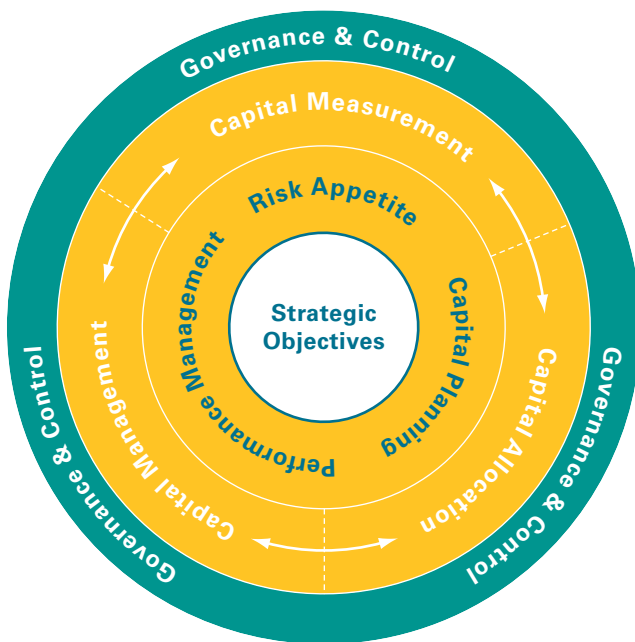 Governance & Control
Capital Measurement
Risk Appetite
Strategic
Objectives
Performance Management
Capital Planning
Capital Management
Capital Allocation
Governance & Control
Governance & Control